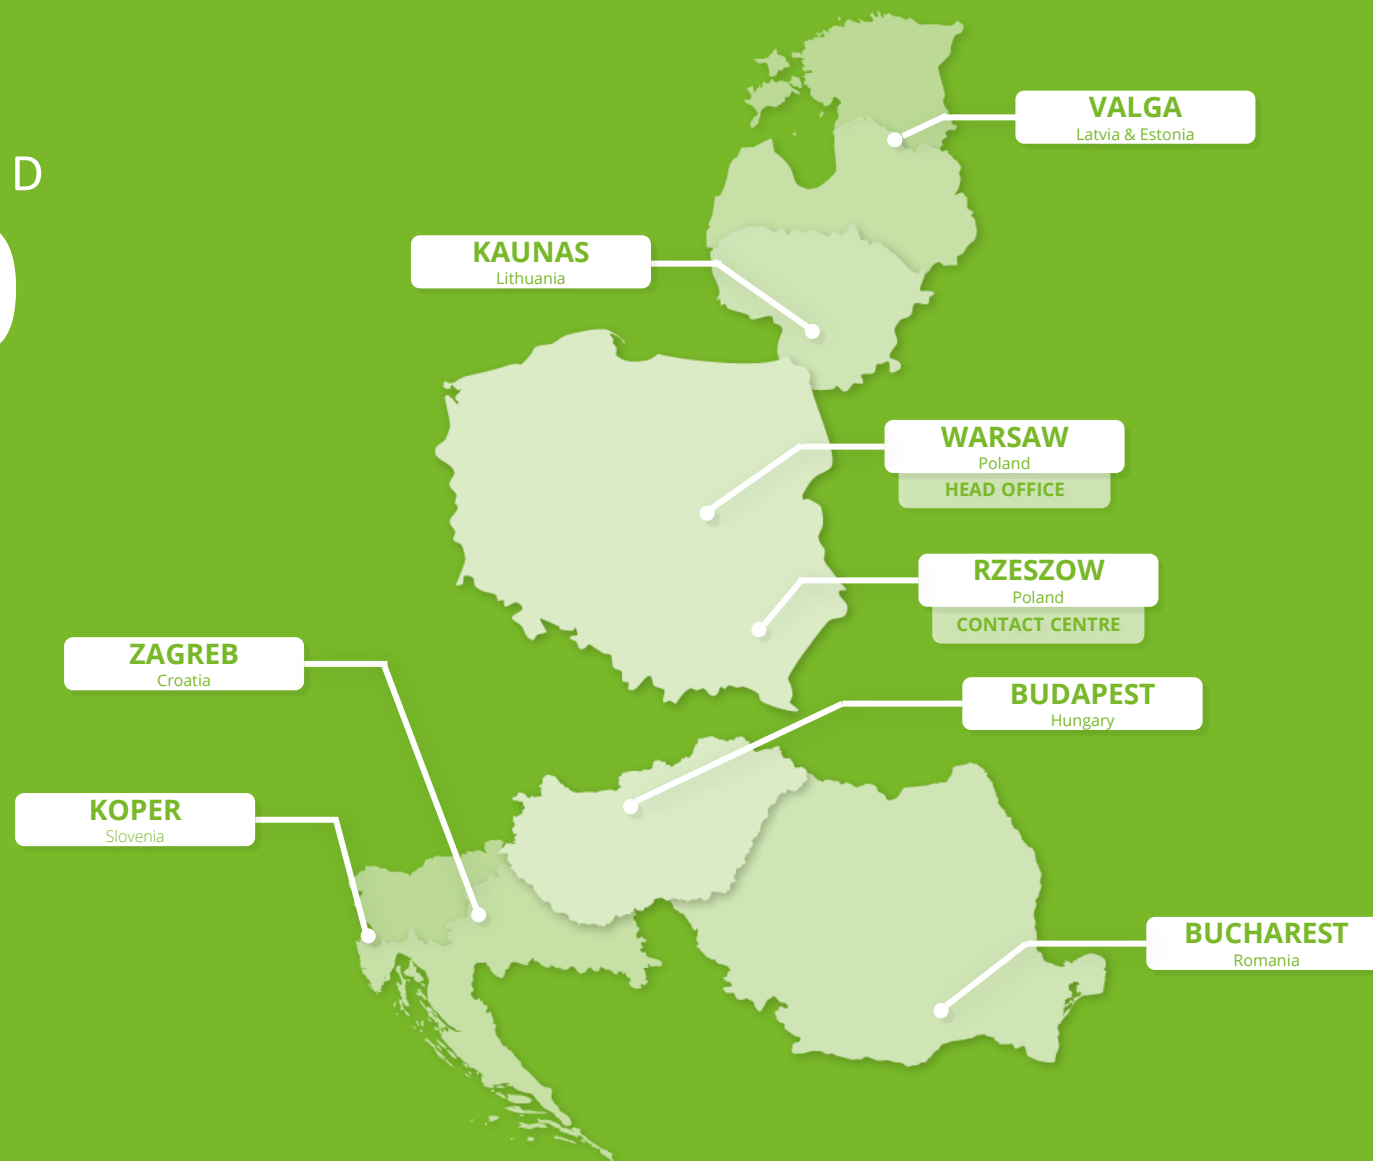 D
VALGA
Latvia & Estonia
KAUNAS
Lithuania
WARSAW
Poland
HEAD OFFICE
RZESZOW
Poland
CONTACT CENTRE
ZAGREB
Croatia
BUDAPEST
Hungary
KOPER
Slovenia
BUCHAREST
Romania